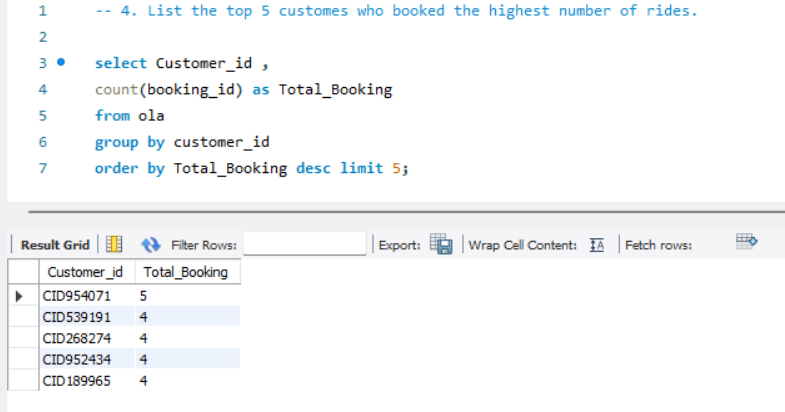 1 -- 4. List the top 5 customes who booked the highest number of rides.
2
3 select Customer_id ,
4 count(booking_id) as Total_Booking
5 from ola
6 group by customer_id
7 order by Total_Booking desc limit 5;
Result Grid Filter Rows: Export: Wrap Cell Content: IA Fetch rows:
Customer_id Total_Booking
CID954071 5
CID539191 4
CID268274 4
CID952434 4
CID189965 4